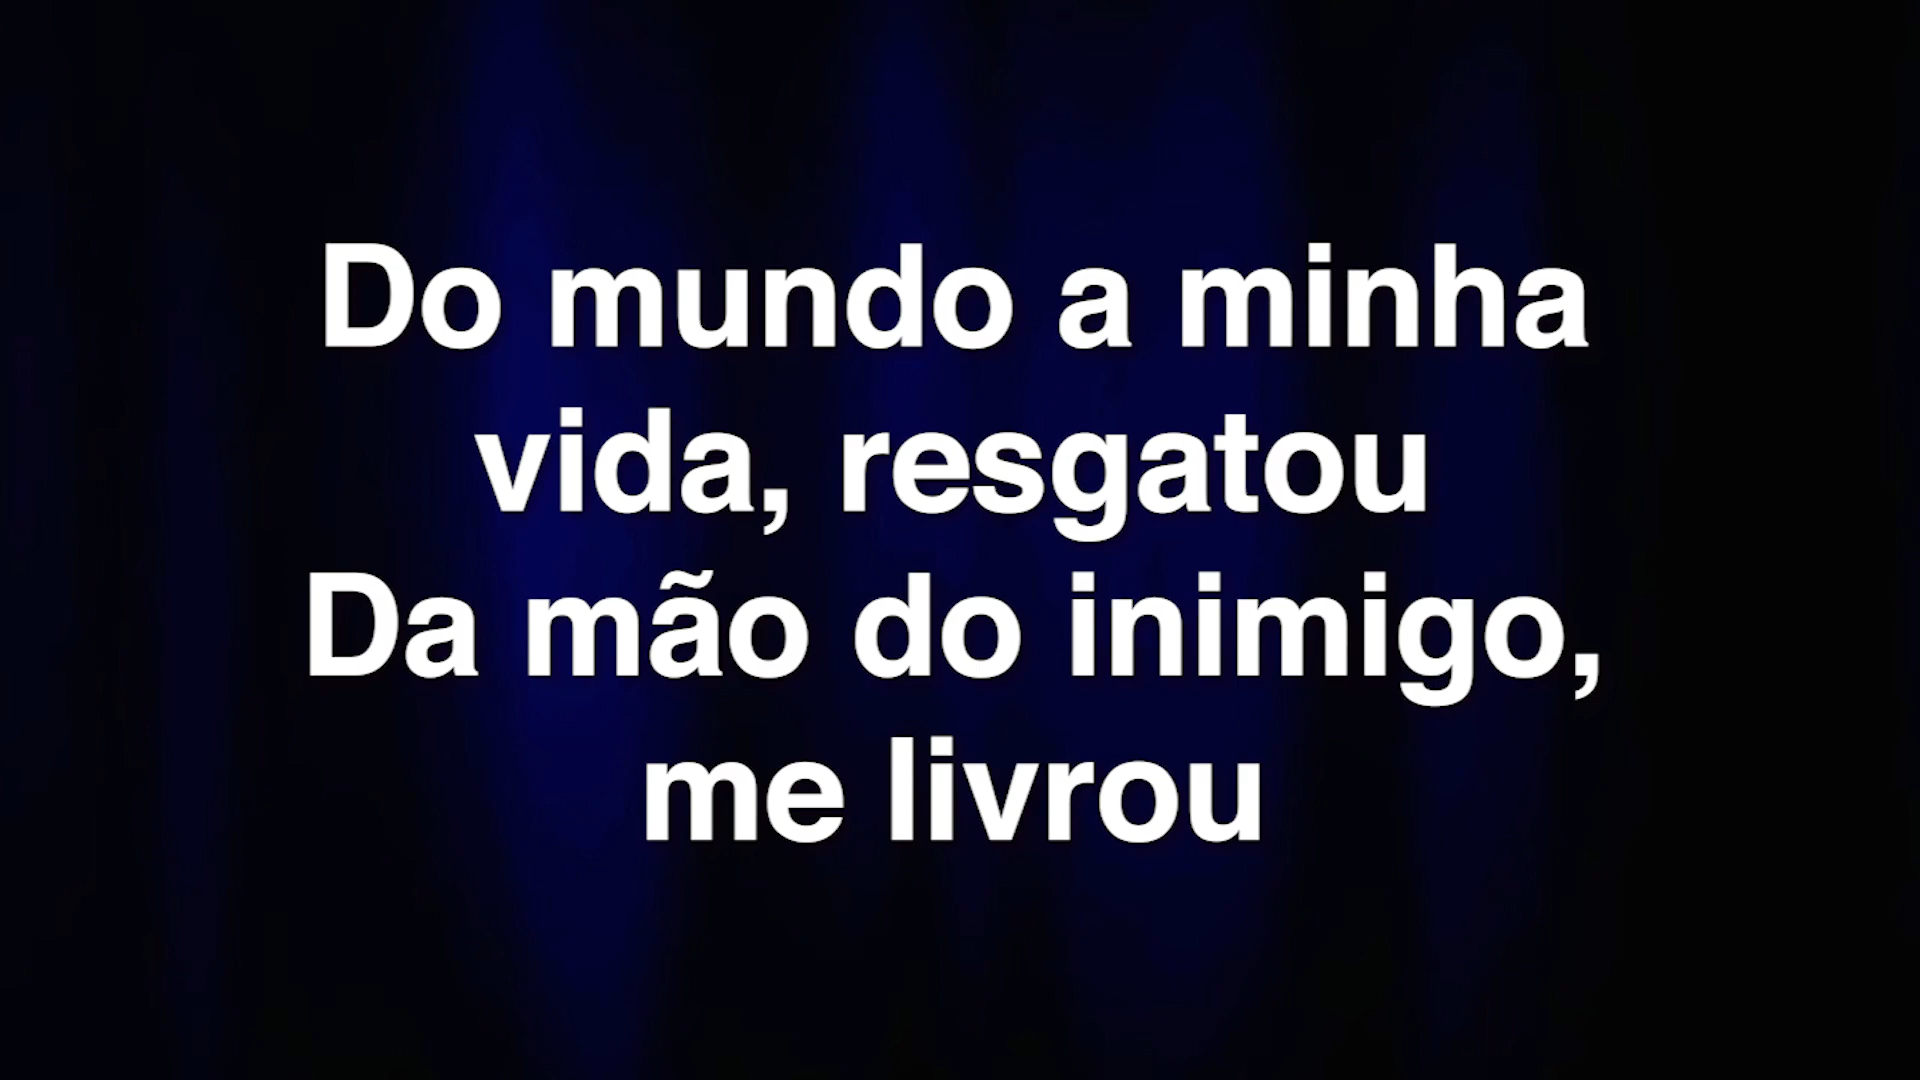 Do mundo a minha
vida, resgatou
Da mão do inimigo,
me livrou